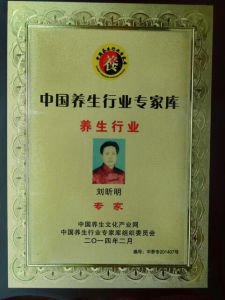 中国养生行业专家库
养生行业
刘昕明
专家
中国养生文化产业网
中国养生行业专家库组织委员会
二〇一四年二月